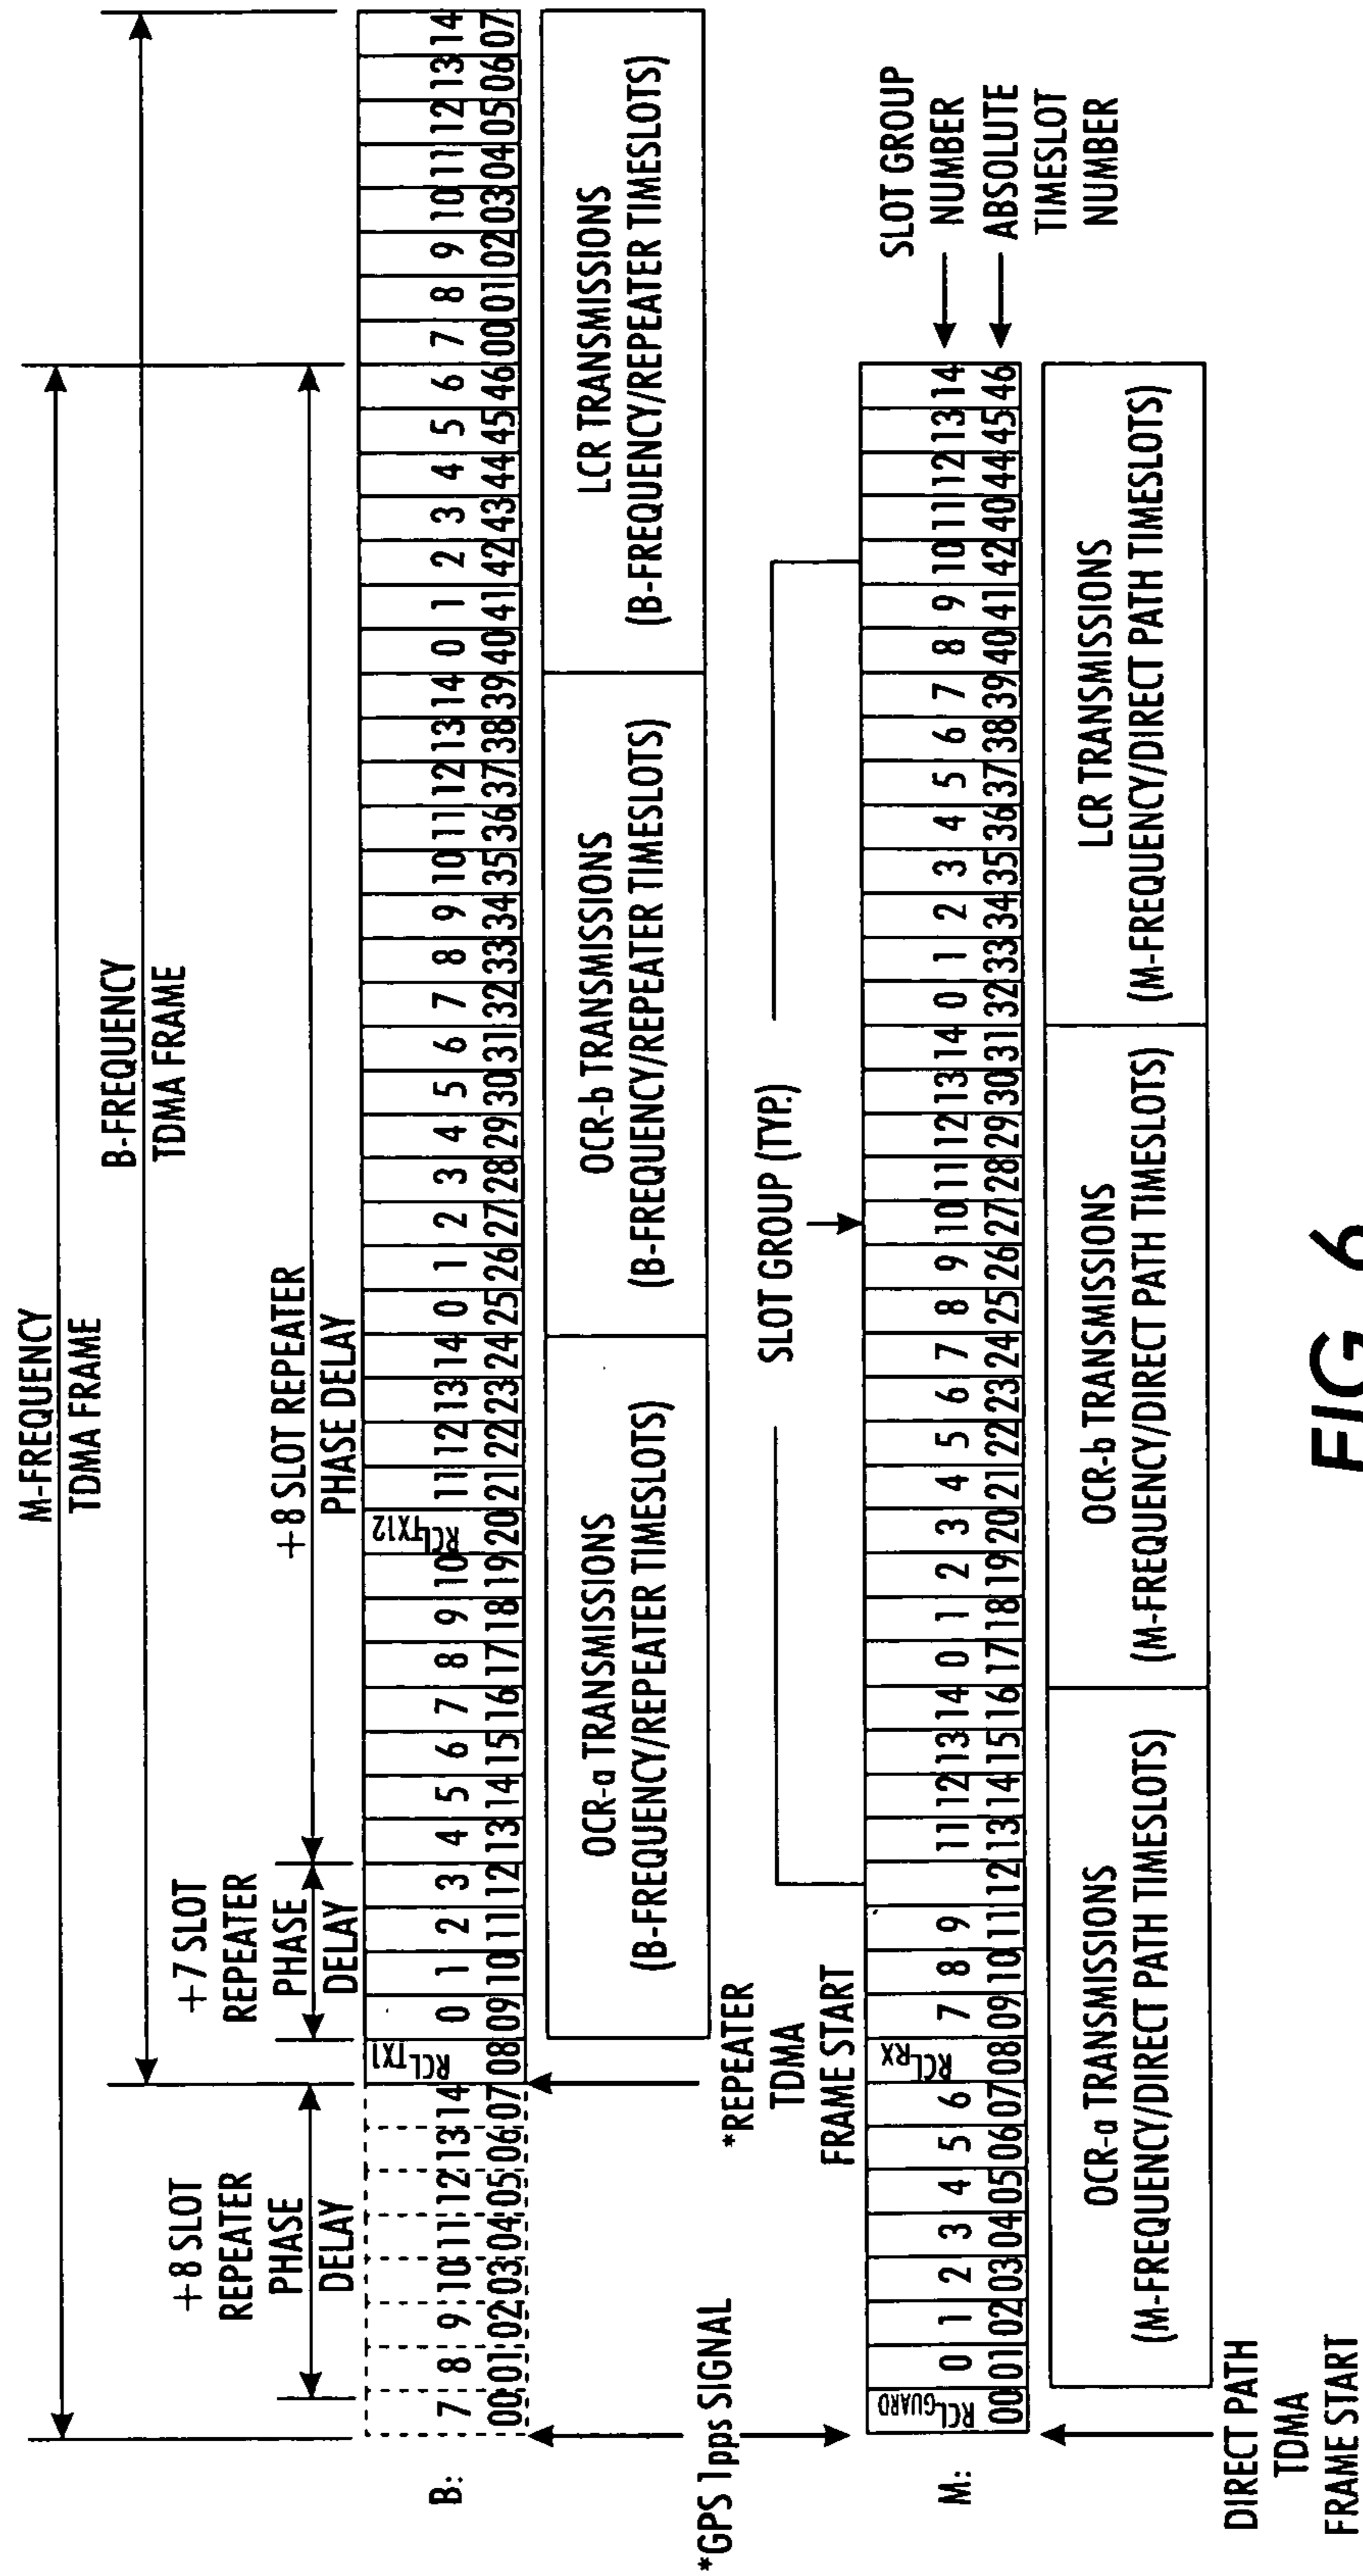 M-FREQUENCY
TDMA FRAME
B-FREQUENCY
TDMA FRAME
+8 SLOT
REPEATER
PHASE
DELAY
+7 SLOT
REPEATER
PHASE
DELAY
+8 SLOT REPEATER
PHASE DELAY
B:
7 8 9 10 11 12 13 14 RCL TX1 0 1 2 3 4 5 6 7 8 9 10 RCL TX12 11 12 13 14 0 1 2 3 4 5 6 7 8 9 10 11 12 13 14 0 1 2 3 4 5 6 7 8 9 10 11 12 13 14
00 01 02 03 04 05 06 07 08 09 10 11 12 13 14 15 16 17 18 19 20 21 22 23 24 25 26 27 28 29 30 31 32 33 34 35 36 37 38 39 40 41 42 43 44 45 46 00 01 02 03 04 05 06 07
OCR-a TRANSMISSIONS
(B-FREQUENCY/REPEATER TIMESLOTS)
OCR-b TRANSMISSIONS
(B-FREQUENCY/REPEATER TIMESLOTS)
LCR TRANSMISSIONS
(B-FREQUENCY/REPEATER TIMESLOTS)
*GPS 1pps SIGNAL
*REPEATER
TDMA
FRAME START
SLOT GROUP (TYP.)
SLOT GROUP
NUMBER
ABSOLUTE
TIMESLOT
NUMBER
M:
RCL GUARD 0 1 2 3 4 5 6 RCL RX 7 8 9 11 12 13 14 0 1 2 3 4 5 6 7 8 9 10 11 12 13 14 0 1 2 3 4 5 6 7 8 9 10 11 12 13 14
00 01 02 03 04 05 06 07 08 09 10 11 12 13 14 15 16 17 18 19 20 21 22 23 24 25 26 27 28 29 30 31 32 33 34 35 36 37 38 39 40 41 42 40 44 45 46
OCR-a TRANSMISSIONS
(M-FREQUENCY/DIRECT PATH TIMESLOTS)
OCR-b TRANSMISSIONS
(M-FREQUENCY/DIRECT PATH TIMESLOTS)
LCR TRANSMISSIONS
(M-FREQUENCY/DIRECT PATH TIMESLOTS)
DIRECT PATH
TDMA
FRAME START
FIG. 6